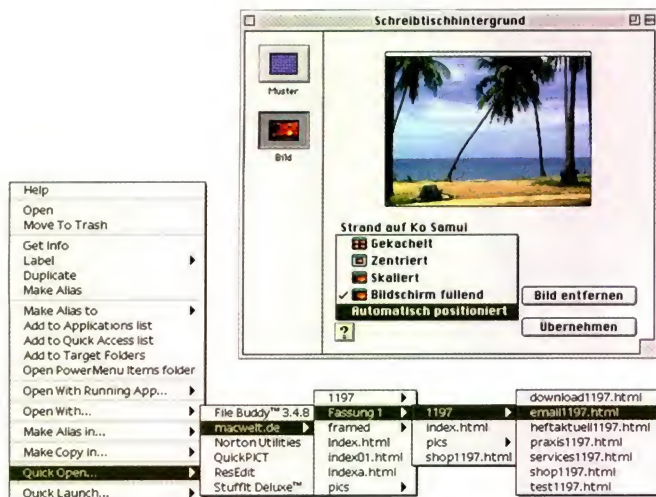 Schreibtischhintergrund
Muster
Bild
Strand auf Ko Samui
Gekachelt
Zentriert
Skaliert
Bildschirm füllend
Automatisch positioniert
Bild entfernen
Übernehmen
?
Help
Open
Move To Trash
Get Info
Label
Duplicate
Make Alias
Make Alias to
Add to Applications list
Add to Quick Access list
Add to Target Folders
Open PowerMenu Items folder
Open With Running App...
Open With...
Make Alias in...
Make Copy in...
Quick Open...
Quick Launch...
File Buddy™ 3.4.8
macwelt.de
Norton Utilities
QuickPICT
ResEdit
StuffIt Deluxe™
1197
Fassung 1
framed
index.html
index01.html
indexa.html
pics
1197
index.html
pics
shop1197.html
download1197.html
email1197.html
heftaktuell1197.html
praxis1197.html
services1197.html
shop1197.html
test1197.html